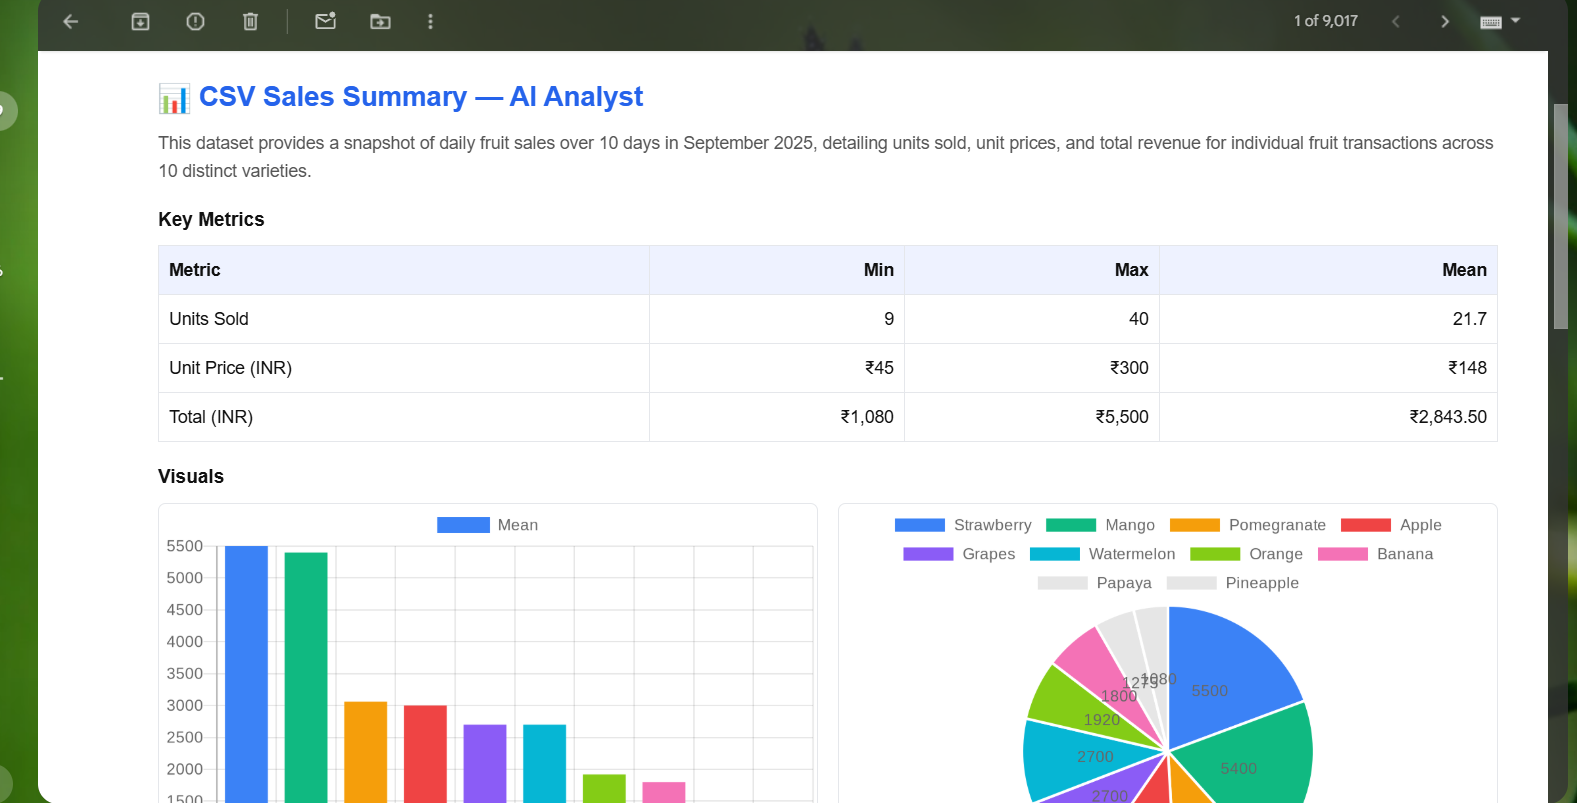 1 of 9,017
📊 CSV Sales Summary — AI Analyst
This dataset provides a snapshot of daily fruit sales over 10 days in September 2025, detailing units sold, unit prices, and total revenue for individual fruit transactions across
10 distinct varieties.
Key Metrics
Metric Min Max Mean
Units Sold 9 40 21.7
Unit Price (INR) ₹45 ₹300 ₹148
Total (INR) ₹1,080 ₹5,500 ₹2,843.50
Visuals
Mean
5500
5000
4500
4000
3500
3000
2500
2000
1500
Strawberry Mango Pomegranate Apple
Grapes Watermelon Orange Banana
Papaya Pineapple
1080
1275
5500
1800
1920
2700
5400
2700